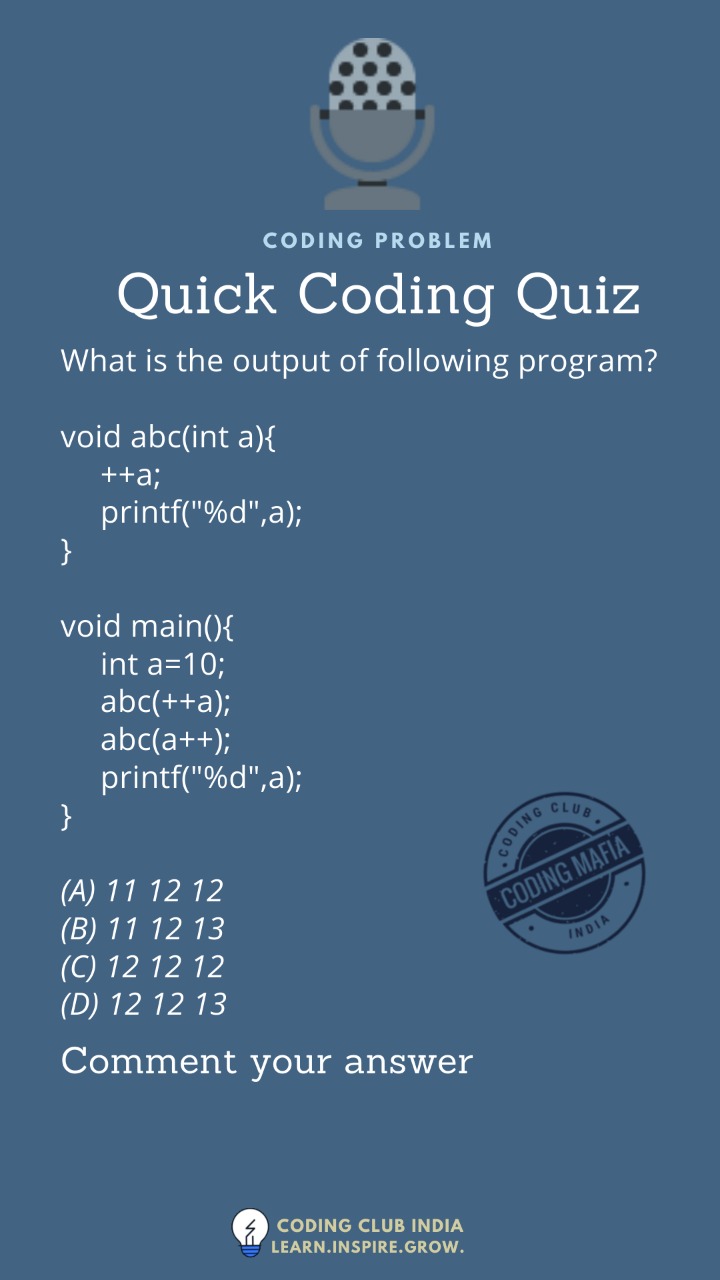 CODING PROBLEM
Quick Coding Quiz
What is the output of following program?
void abc(int a){
++a;
printf("%d",a);
}
void main(){
int a=10;
abc(++a);
abc(a++);
printf("%d",a);
}
(A) 11 12 12
(B) 11 12 13
(C) 12 12 12
(D) 12 12 13
CODING CLUB
CODING MAFIA
INDIA
Comment your answer
CODING CLUB INDIA
LEARN.INSPIRE.GROW.